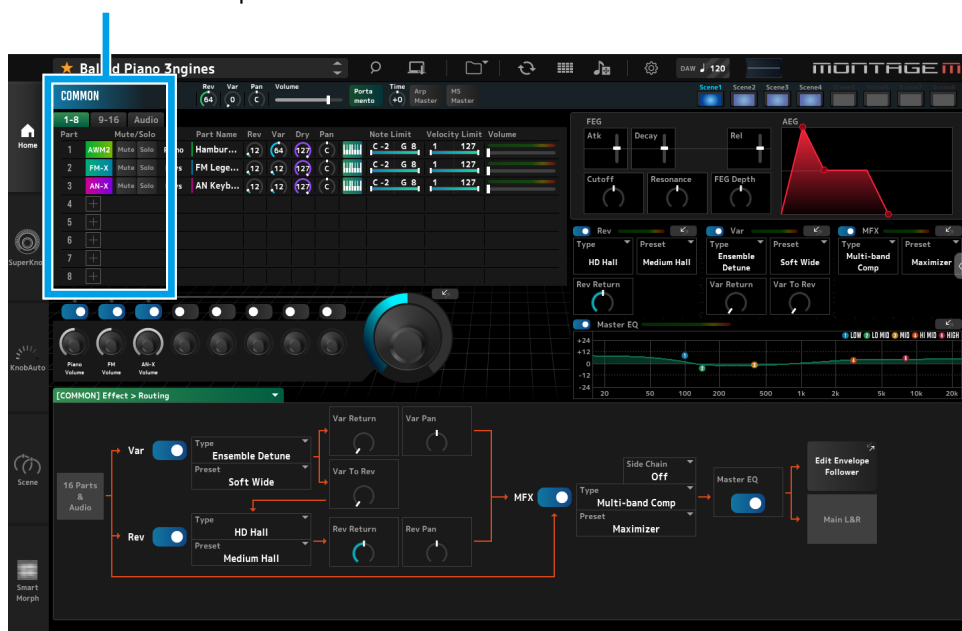 Ballad Piano 3ngines
DAW 120
MONTAGE M
COMMON
Rev Var Pan Volume
64 0 C
Porta mento
Time +0
Arp Master
MS Master
Scene1 Scene2 Scene3 Scene4
1-8 9-16 Audio
Part Mute/Solo Part Name Rev Var Dry Pan Note Limit Velocity Limit Volume
1 AWM2 Mute Solo Hambur... 12 64 127 C C -2 G 8 1 127
2 FM-X Mute Solo FM Lege... 12 12 127 C C -2 G 8 1 127
3 AN-X Mute Solo AN Keyb... 12 12 127 C C -2 G 8 1 127
4
5
6
7
8
Home
SuperKno
KnobAuto
Scene
Smart
Morph
FEG
Atk Decay Rel
Cutoff Resonance FEG Depth
AEG
Rev Var MFX
Type Preset Type Preset Type Preset
HD Hall Medium Hall Ensemble Detune Soft Wide Multi-band Comp Maximizer
Rev Return Var Return Var To Rev
Master EQ
1 LOW 2 LO MID 3 MID 4 HI MID 5 HIGH
+24
+12
0
-12
-24
20 50 100 200 500 1k 2k 5k 10k 20k
Piano Volume
FM Volume
AN-X Volume
[COMMON] Effect > Routing
16 Parts
&
Audio
Var
Type
Ensemble Detune
Preset
Soft Wide
Var Return
Var Pan
Var To Rev
Rev
Type
HD Hall
Preset
Medium Hall
Rev Return
Rev Pan
MFX
Side Chain
Off
Type
Multi-band Comp
Preset
Maximizer
Master EQ
Edit Envelope
Follower
Main L&R